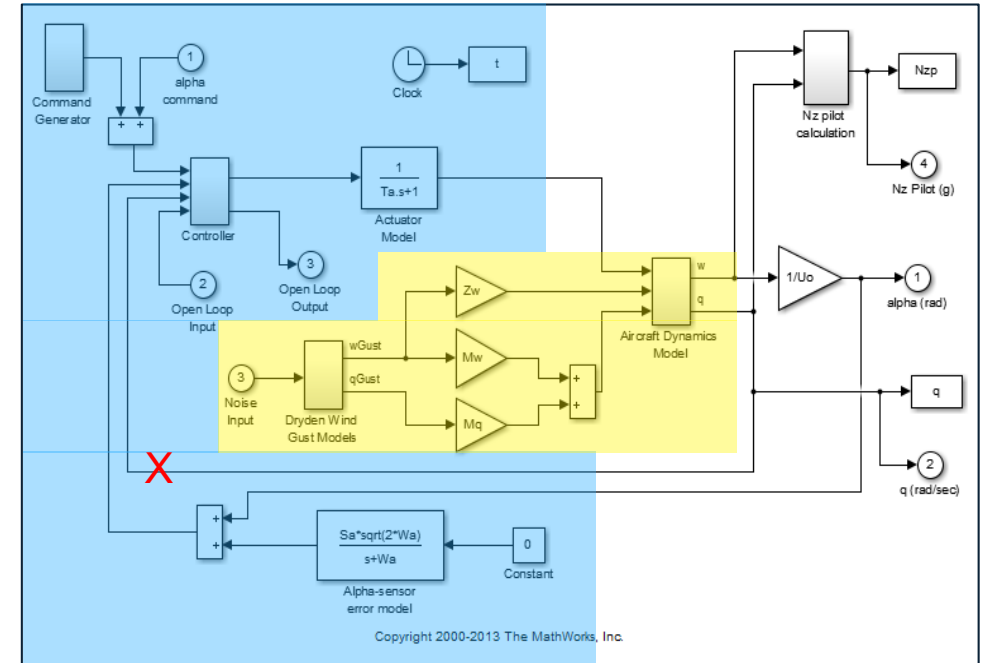 Command
Generator
1
alpha
command
+ +
Clock
t
Nz pilot
calculation
Nzp
4
Nz Pilot (g)
Controller
1
Ta.s+1
Actuator
Model
2
Open Loop
Input
3
Open Loop
Output
Zw
w
q
Aircraft Dynamics
Model
1/Uo
1
alpha (rad)
3
Noise
Input
wGust
qGust
Dryden Wind
Gust Models
Mw
Mq
+
+
q
2
q (rad/sec)
X
+
+
Sa*sqrt(2*Wa)
s+Wa
Alpha-sensor
error model
0
Constant
Copyright 2000-2013 The MathWorks, Inc.